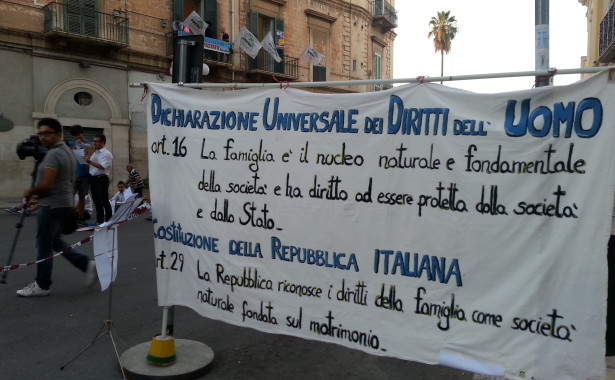 DICHIARAZIONE UNIVERSALE DEI DIRITTI DELL' UOMO
art. 16 La famiglia è il nucleo naturale e fondamentale
della società e ha diritto ad essere protetta dalla società
e dallo Stato_
COSTITUZIONE DELLA REPUBBLICA ITALIANA
art. 29 La Repubblica riconosce i diritti della famiglia come società
naturale fondata sul matrimonio_